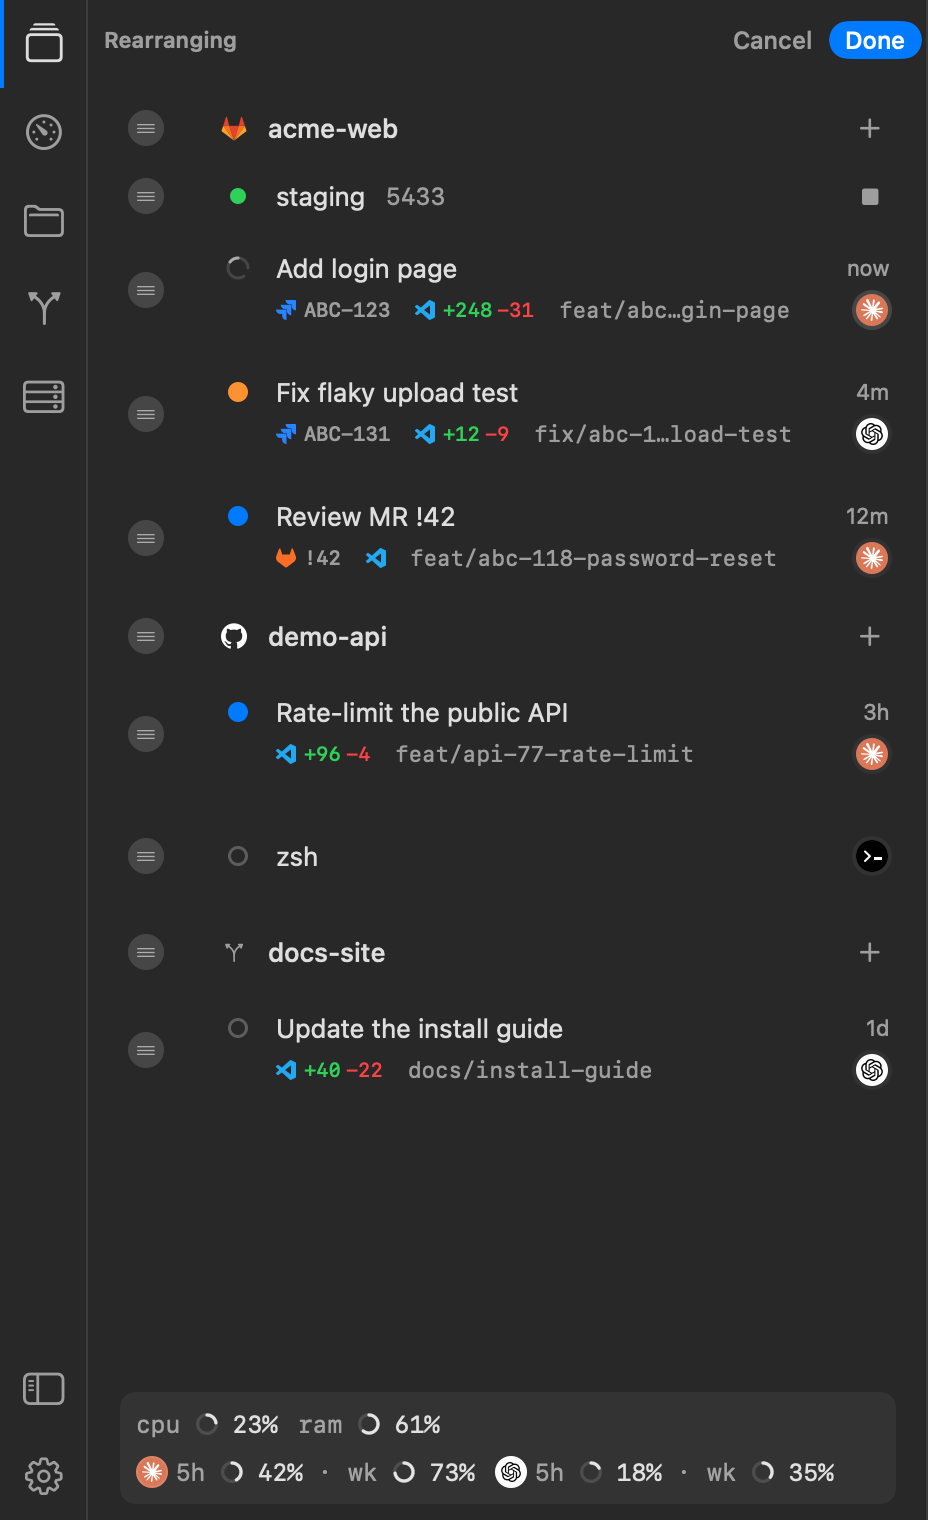 Rearranging Cancel Done
acme-web
staging 5433
Add login page now
ABC-123 +248 -31 feat/abc…gin-page
Fix flaky upload test 4m
ABC-131 +12 -9 fix/abc-1…load-test
Review MR !42 12m
!42 feat/abc-118-password-reset
demo-api
Rate-limit the public API 3h
+96 -4 feat/api-77-rate-limit
zsh
docs-site
Update the install guide 1d
+40 -22 docs/install-guide
cpu 23% ram 61%
5h 42% · wk 73% 5h 18% · wk 35%